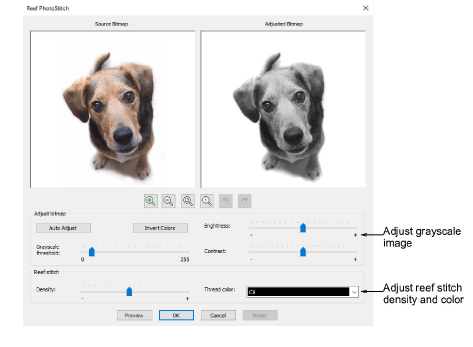 Reef PhotoStitch
Source Bitmap
Adjusted Bitmap
Adjust bitmap
Auto Adjust
Invert Colors
Brightness:
- +
Grayscale threshold:
0 255
Contrast:
- +
Adjust grayscale image
Reef stitch
Density:
- +
Thread color:
C8
Adjust reef stitch density and color
Preview
OK
Cancel
Reset